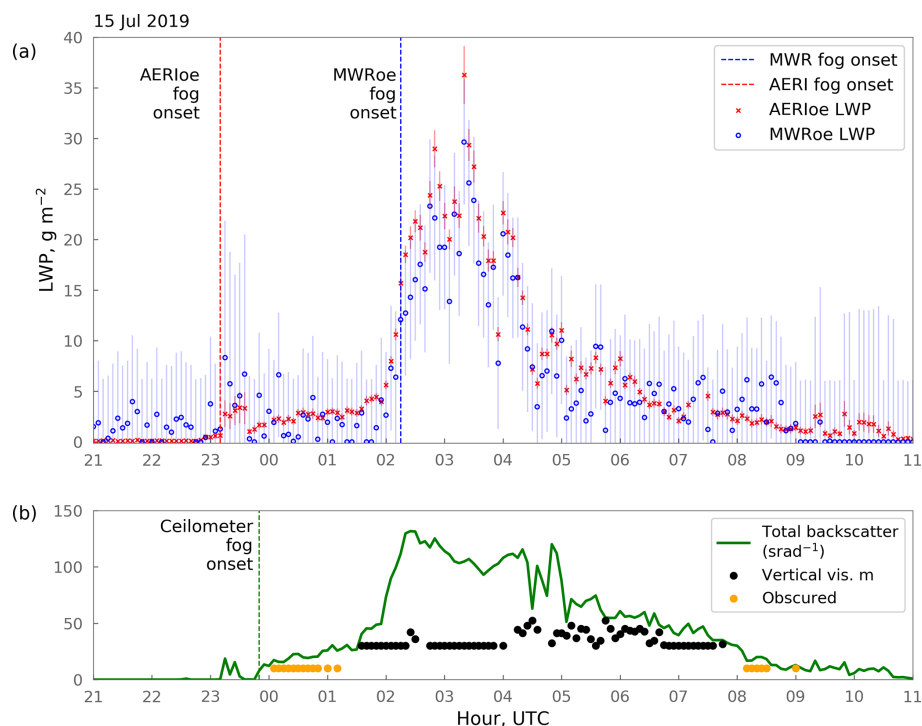 15 Jul 2019
(a)
40
35
30
25
20
15
10
5
0
LWP, g m⁻²
AERIoe
fog
onset
MWRoe
fog
onset
MWR fog onset
AERI fog onset
AERIoe LWP
MWRoe LWP
21 22 23 00 01 02 03 04 05 06 07 08 09 10 11
(b)
150
100
50
0
Ceilometer
fog
onset
Total backscatter
(srad⁻¹)
Vertical vis. m
Obscured
21 22 23 00 01 02 03 04 05 06 07 08 09 10 11
Hour, UTC